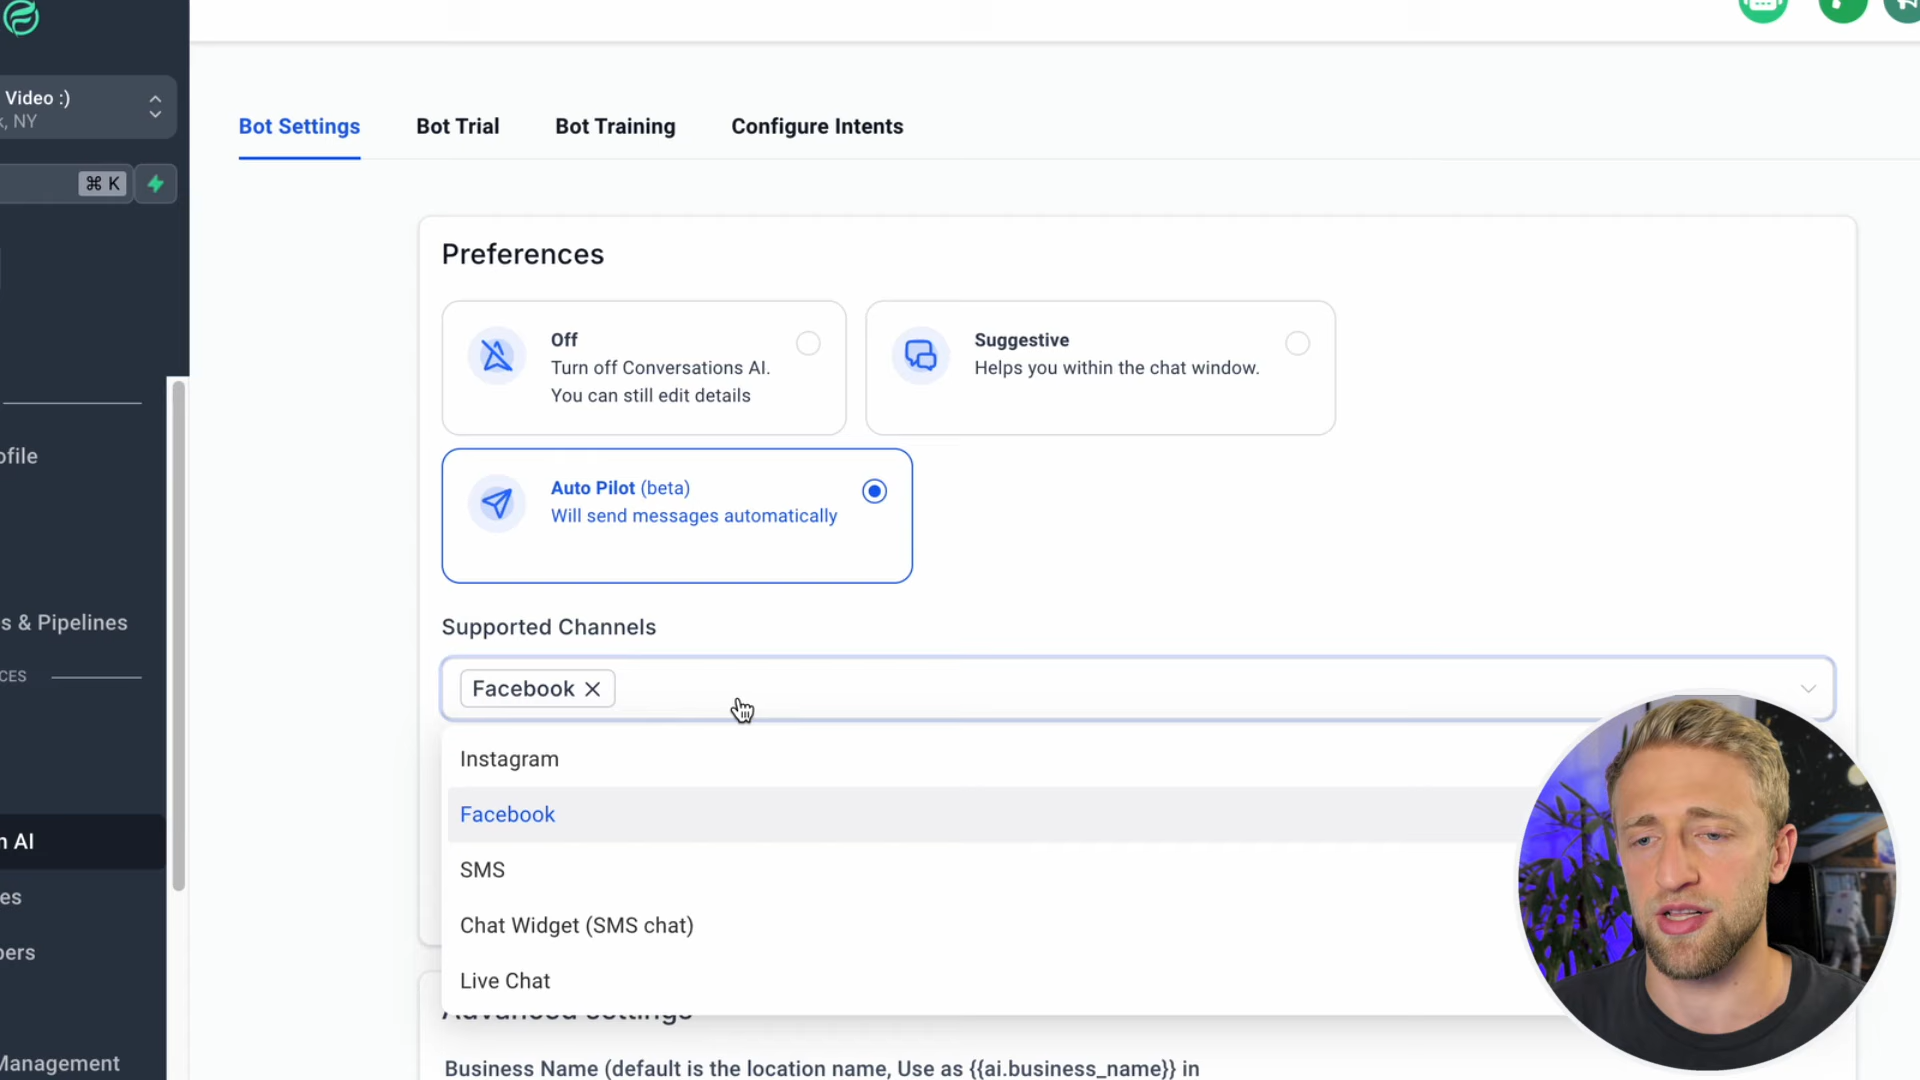 Video :)
, NY
⌘ K
Bot Settings
Bot Trial
Bot Training
Configure Intents
Preferences
Off
Turn off Conversations AI.
You can still edit details
Suggestive
Helps you within the chat window.
Auto Pilot (beta)
Will send messages automatically
ofile
s & Pipelines
CES
n AI
es
bers
Management
Supported Channels
Facebook
Instagram
Facebook
SMS
Chat Widget (SMS chat)
Live Chat
Advanced settings
Business Name (default is the location name, Use as {{ai.business_name}} in